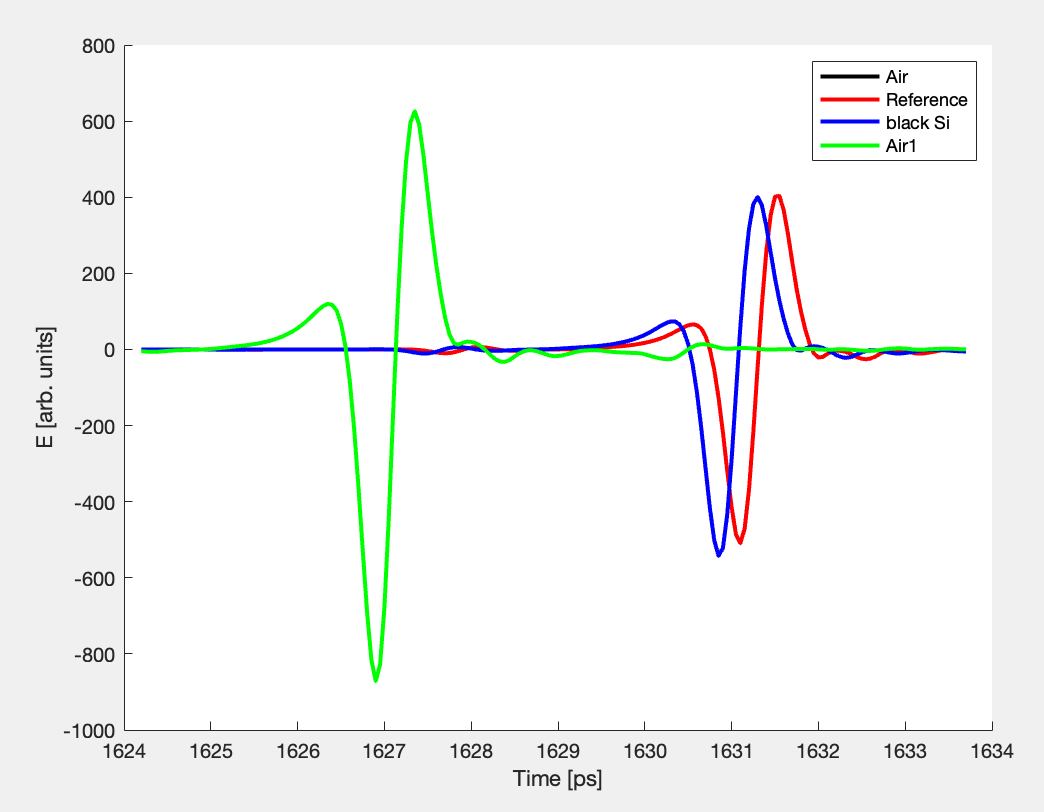 800
600
400
200
0
-200
-400
-600
-800
-1000
E [arb. units]
1624 1625 1626 1627 1628 1629 1630 1631 1632 1633 1634
Time [ps]
Air
Reference
black Si
Air1